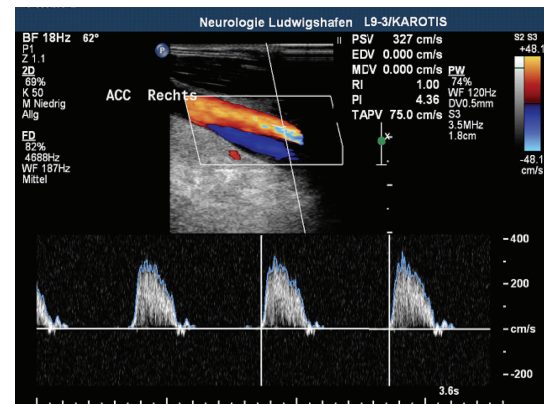 Neurologie Ludwigshafen L9-3/KAROTIS
BF 18Hz 62°
P1
Z 1.1
2D
69%
K 50
M Niedrig
Allg
FD
82%
4688Hz
WF 187Hz
Mittel
P
ACC Rechts
PSV 327 cm/s
EDV 0.000 cm/s
MDV 0.000 cm/s
RI 1.00
PI 4.36
TAPV 75.0 cm/s
PW
74%
WF 120Hz
DV0.5mm
S3
3.5MHz
1.8cm
S2 S3
+48.1
-48.1
cm/s
x
-400
-200
-cm/s
-200
3.6s